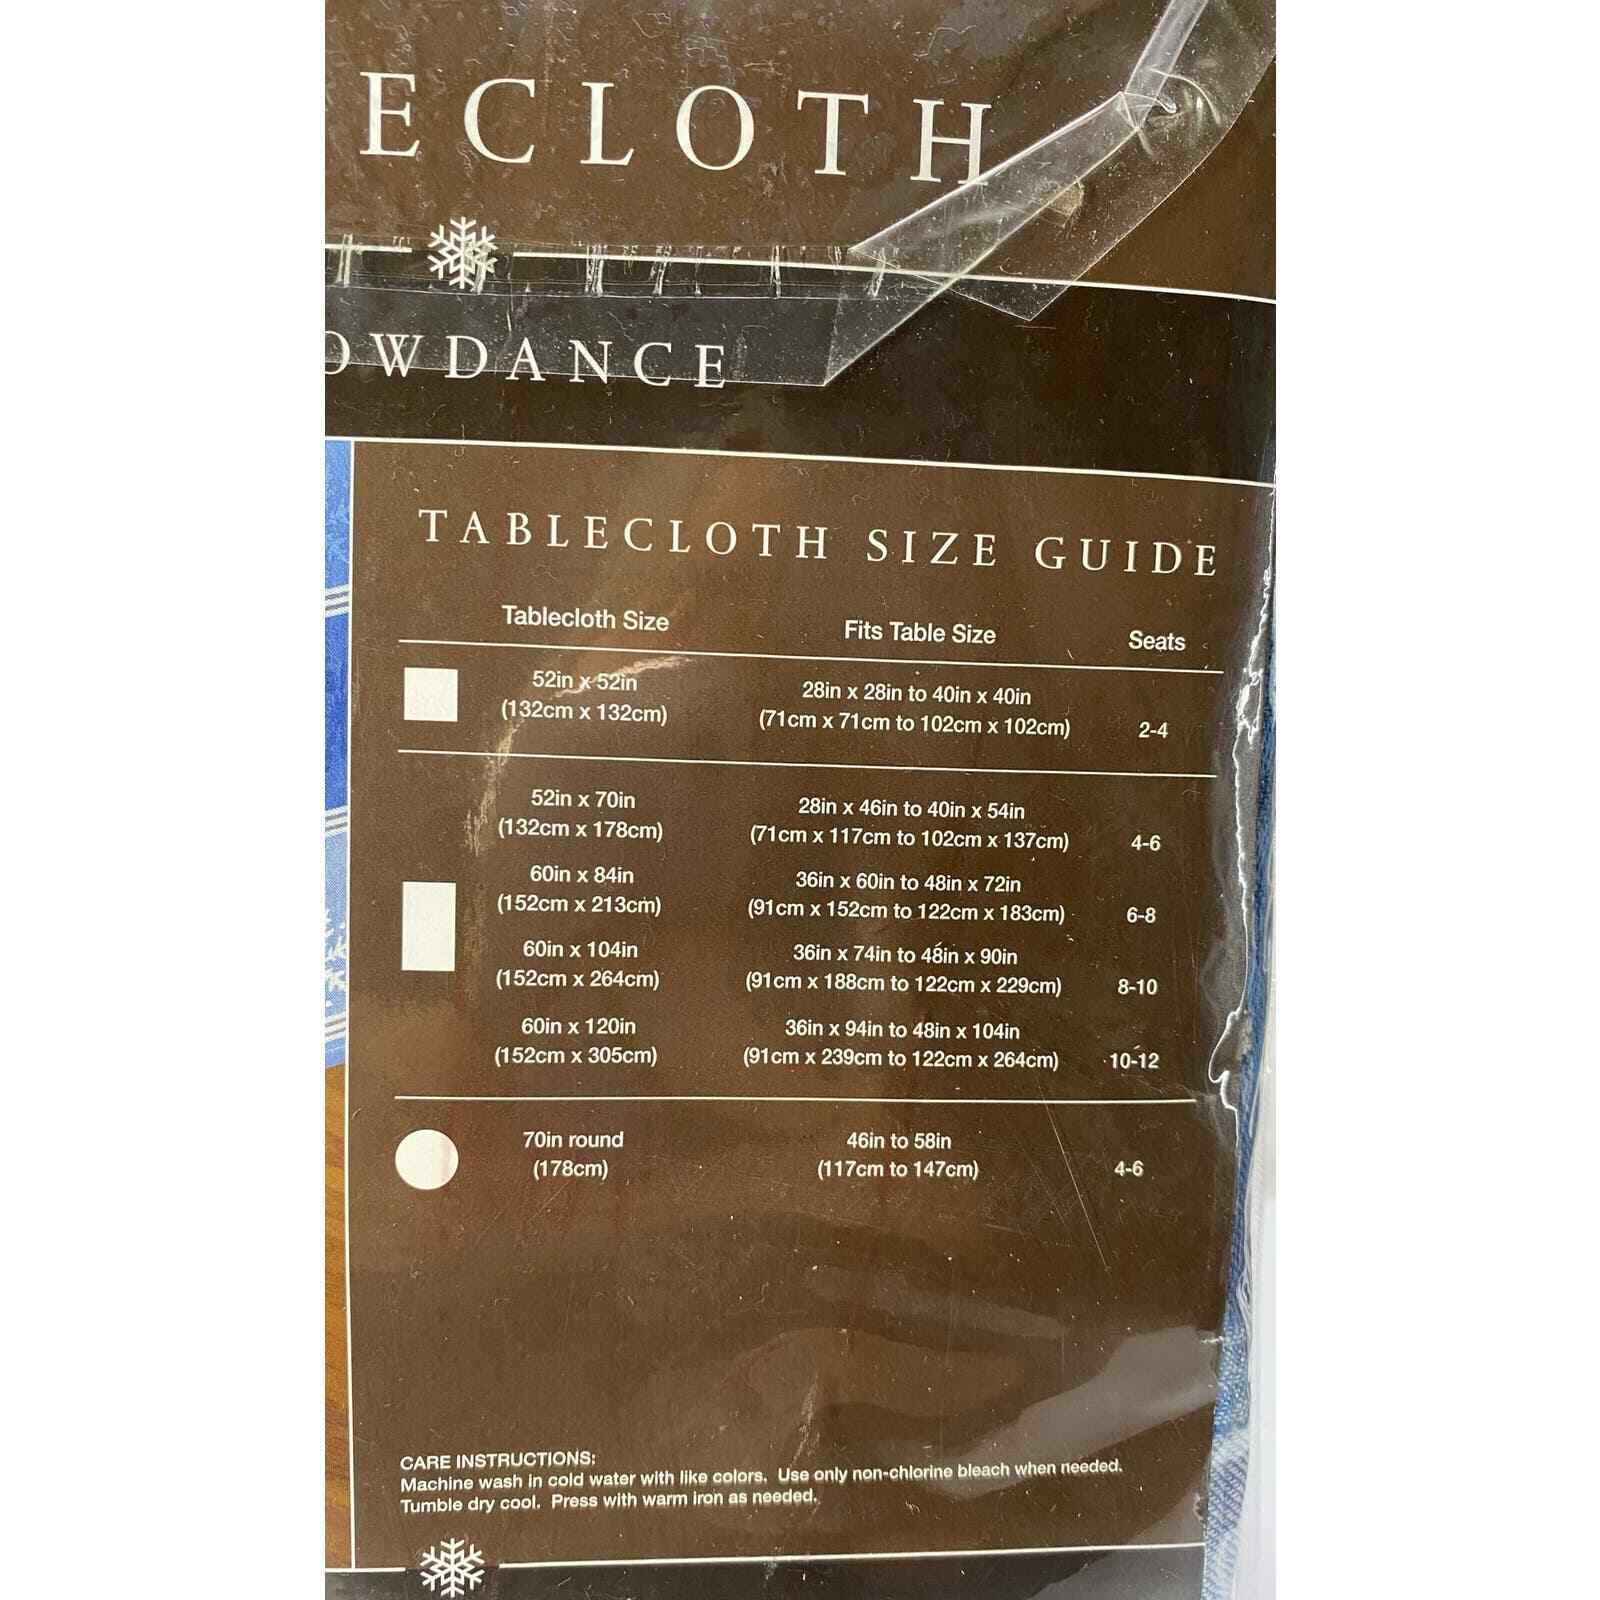 ECLOTH
OWDANCE
TABLECLOTH SIZE GUIDE
Tablecloth Size Fits Table Size Seats
52in x 52in 28in x 28in to 40in x 40in
(132cm x 132cm) (71cm x 71cm to 102cm x 102cm) 2-4
52in x 70in 28in x 46in to 40in x 54in
(132cm x 178cm) (71cm x 117cm to 102cm x 137cm) 4-6
60in x 84in 36in x 60in to 48in x 72in
(152cm x 213cm) (91cm x 152cm to 122cm x 183cm) 6-8
60in x 104in 36in x 74in to 48in x 90in
(152cm x 264cm) (91cm x 188cm to 122cm x 229cm) 8-10
60in x 120in 36in x 94in to 48in x 104in
(152cm x 305cm) (91cm x 239cm to 122cm x 264cm) 10-12
70in round 46in to 58in
(178cm) (117cm to 147cm) 4-6
CARE INSTRUCTIONS:
Machine wash in cold water with like colors. Use only non-chlorine bleach when needed.
Tumble dry cool. Press with warm iron as needed.